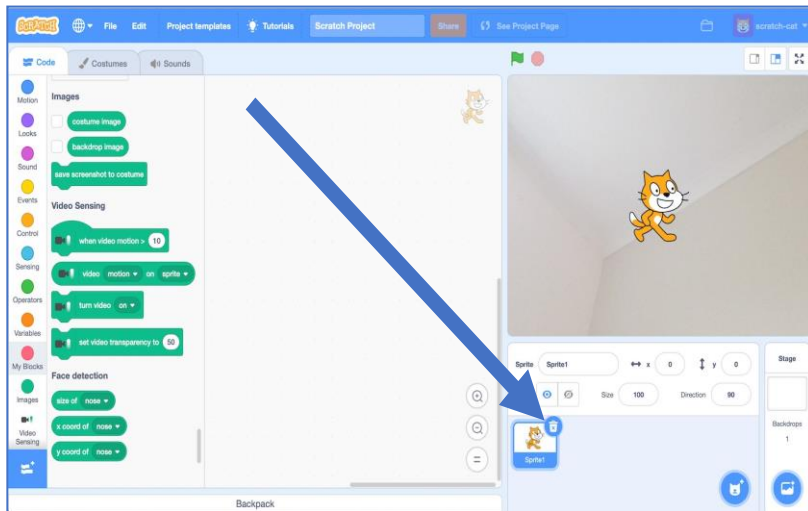 SCRATCH File Edit Project templates Tutorials Scratch Project Share See Project Page scratch-cat
Code Costumes Sounds
Motion
Looks
Sound
Events
Control
Sensing
Operators
Variables
My Blocks
Images
Video
Sensing
Images
costume image
backdrop image
save screenshot to costume
Video Sensing
when video motion > 10
video motion on sprite
turn video on
set video transparency to 50
Face detection
size of nose
x coord of nose
y coord of nose
Backpack
Sprite Sprite1 x 0 y 0
Size 100 Direction 90
Sprite1
Stage
Backdrops
1